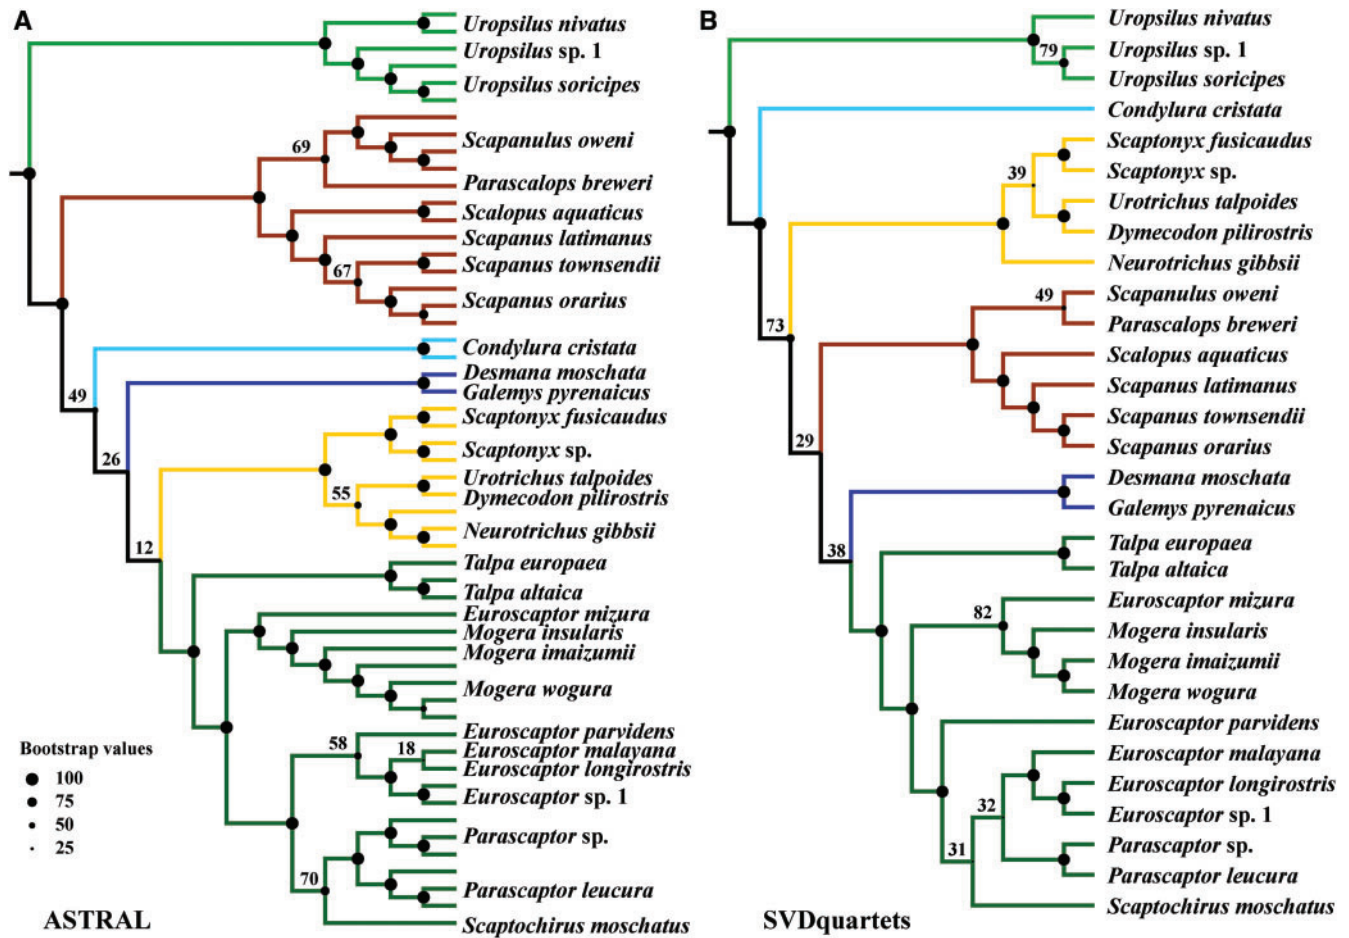 A
Uropsilus nivatus
Uropsilus sp. 1
Uropsilus soricipes
Scapanulus oweni
69
Parascalops breweri
Scalopus aquaticus
Scapanus latimanus
Scapanus townsendii
67
Scapanus orarius
Condylura cristata
Desmana moschata
Galemys pyrenaicus
49
Scaptonyx fusicaudus
Scaptonyx sp.
26
Urotrichus talpoides
Dymecodon pilirostris
55
Neurotrichus gibbsii
12
Talpa europaea
Talpa altaica
Euroscaptor mizura
Mogera insularis
Mogera imaizumii
Mogera wogura
Euroscaptor parvidens
58
18
Euroscaptor malayana
Euroscaptor longirostris
Euroscaptor sp. 1
Parascaptor sp.
70
Parascaptor leucura
Scaptochirus moschatus
Bootstrap values
100
75
50
25
ASTRAL
B
Uropsilus nivatus
79
Uropsilus sp. 1
Uropsilus soricipes
Condylura cristata
Scaptonyx fusicaudus
39
Scaptonyx sp.
Urotrichus talpoides
Dymecodon pilirostris
Neurotrichus gibbsii
49
Scapanulus oweni
Parascalops breweri
73
Scalopus aquaticus
Scapanus latimanus
Scapanus townsendii
29
Scapanus orarius
Desmana moschata
Galemys pyrenaicus
38
Talpa europaea
Talpa altaica
82
Euroscaptor mizura
Mogera insularis
Mogera imaizumii
Mogera wogura
Euroscaptor parvidens
Euroscaptor malayana
Euroscaptor longirostris
32
Euroscaptor sp. 1
31
Parascaptor sp.
Parascaptor leucura
Scaptochirus moschatus
SVDquartets